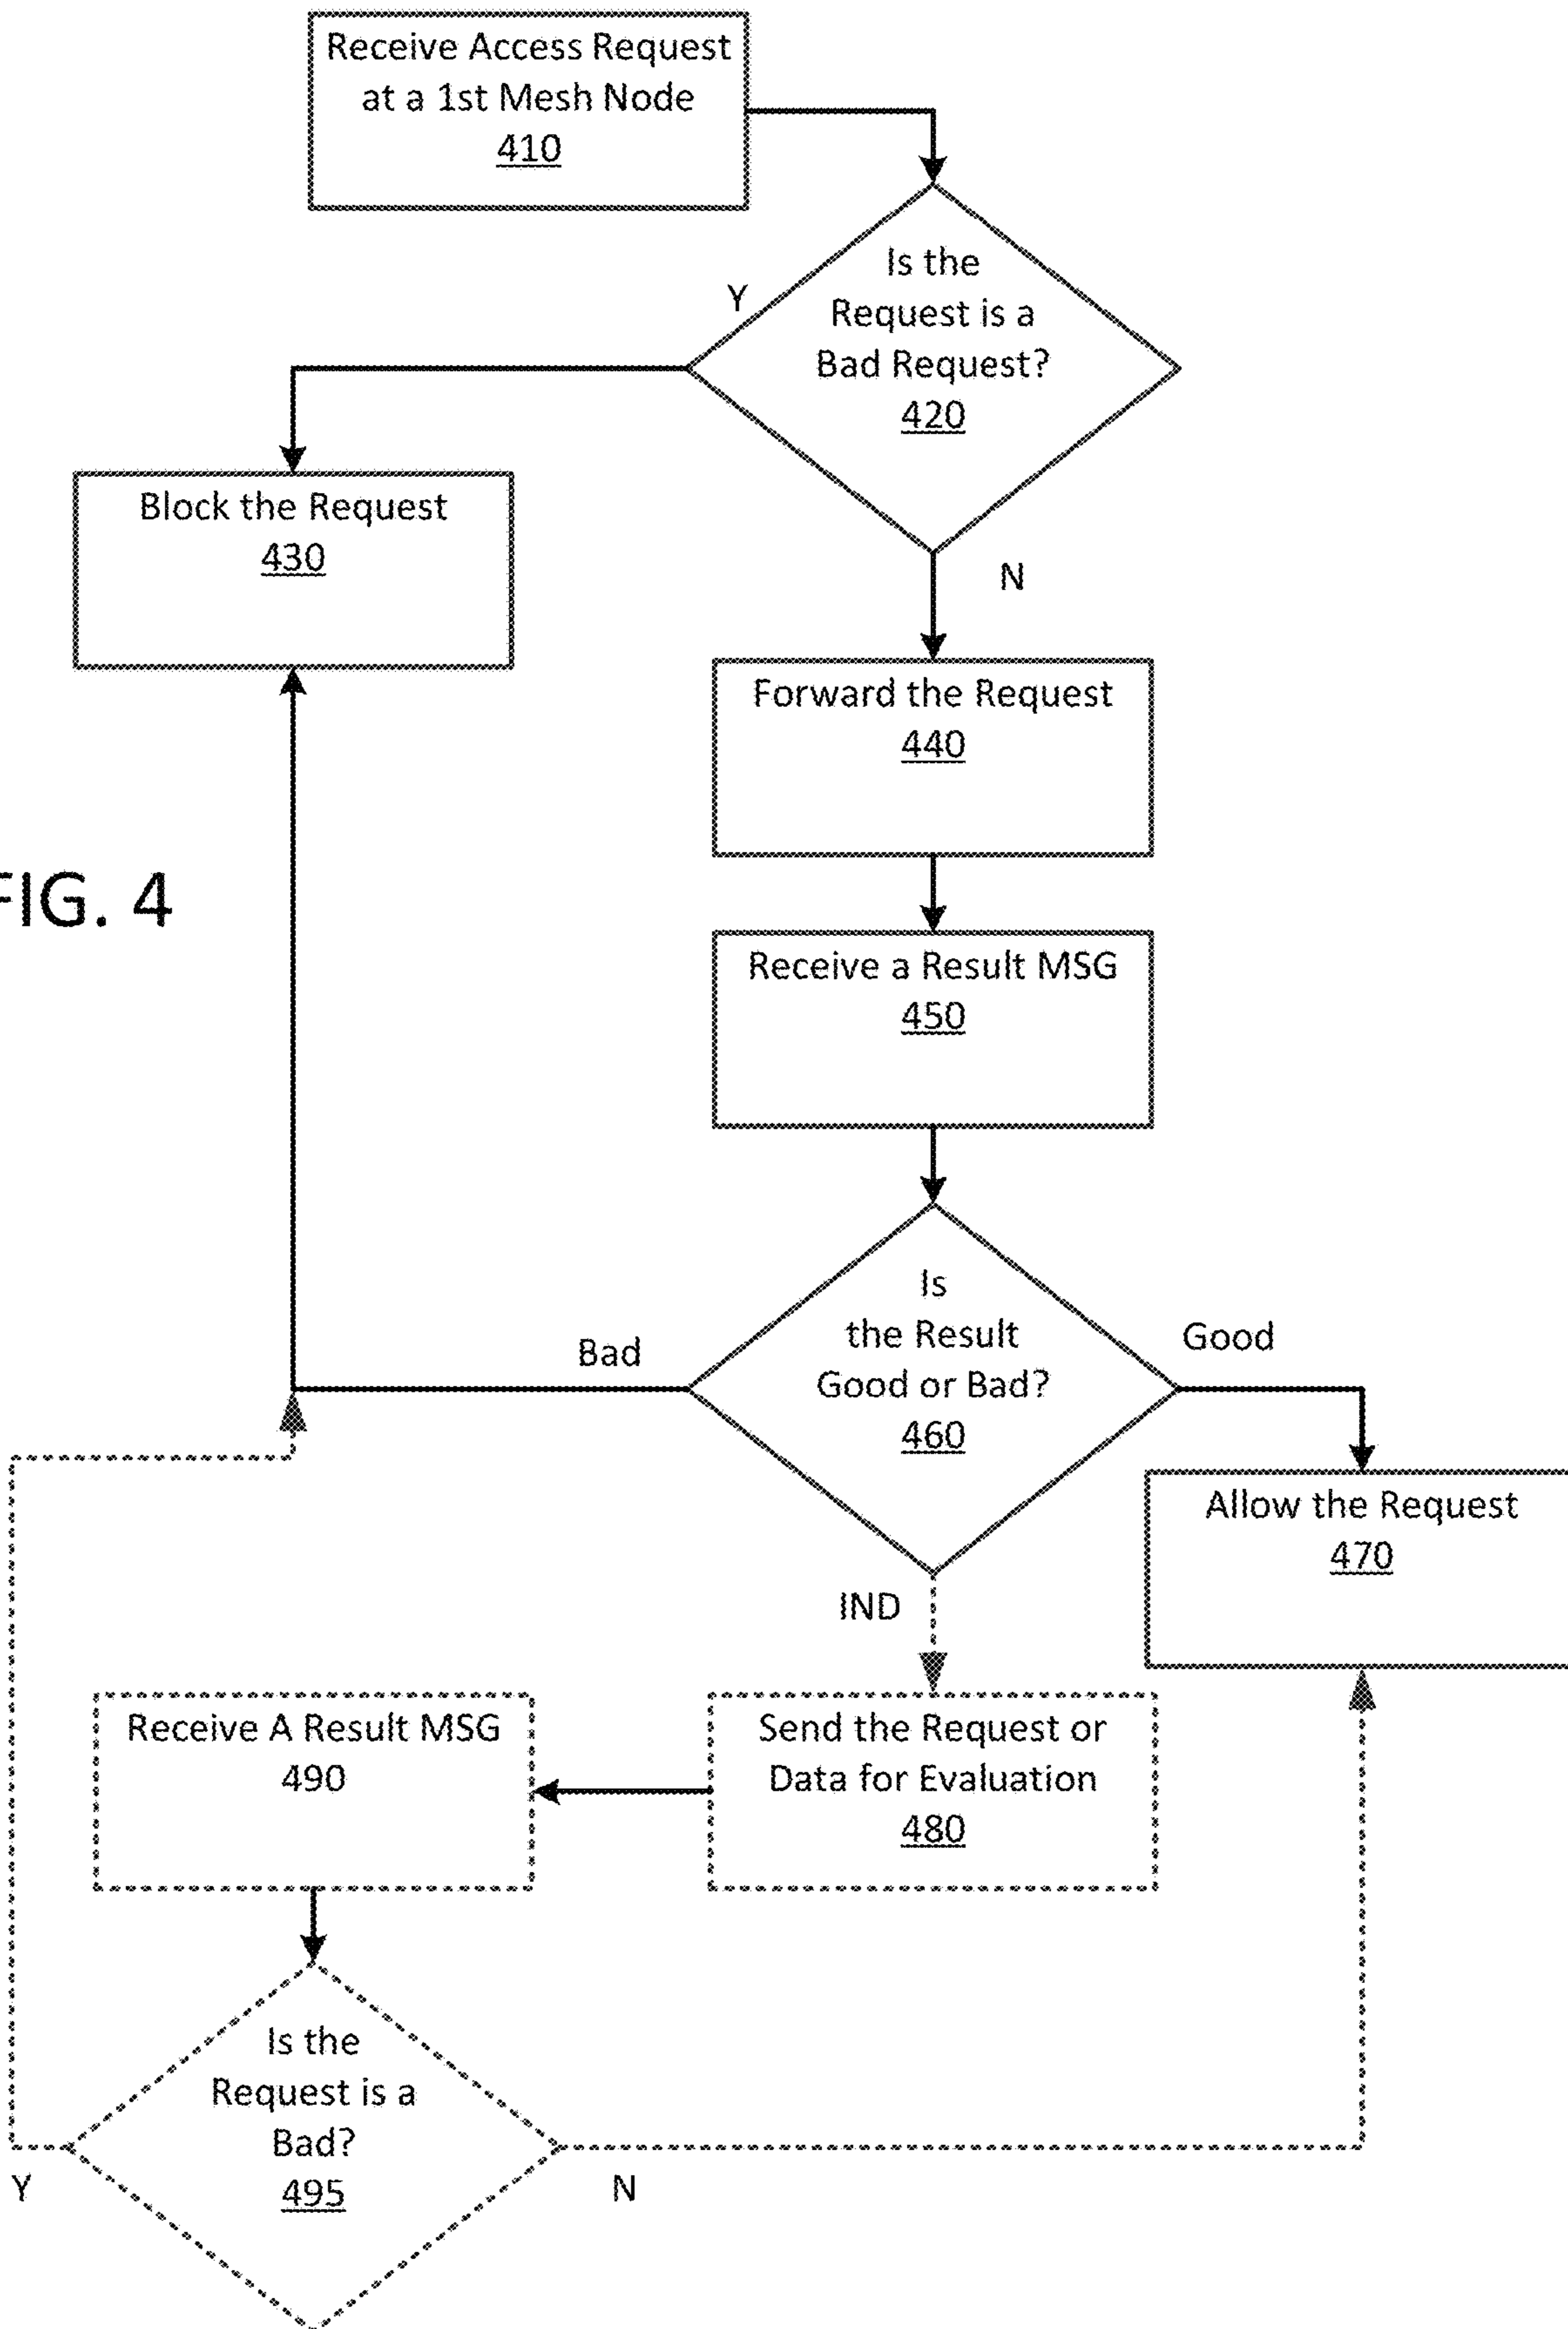 Receive Access Request
at a 1st Mesh Node
410
Is the
Request is a
Bad Request?
420
Y
N
Block the Request
430
Forward the Request
440
FIG. 4
Receive a Result MSG
450
Is
the Result
Good or Bad?
460
Bad
Good
IND
Allow the Request
470
Receive A Result MSG
490
Send the Request or
Data for Evaluation
480
Is the
Request is a
Bad?
495
Y
N